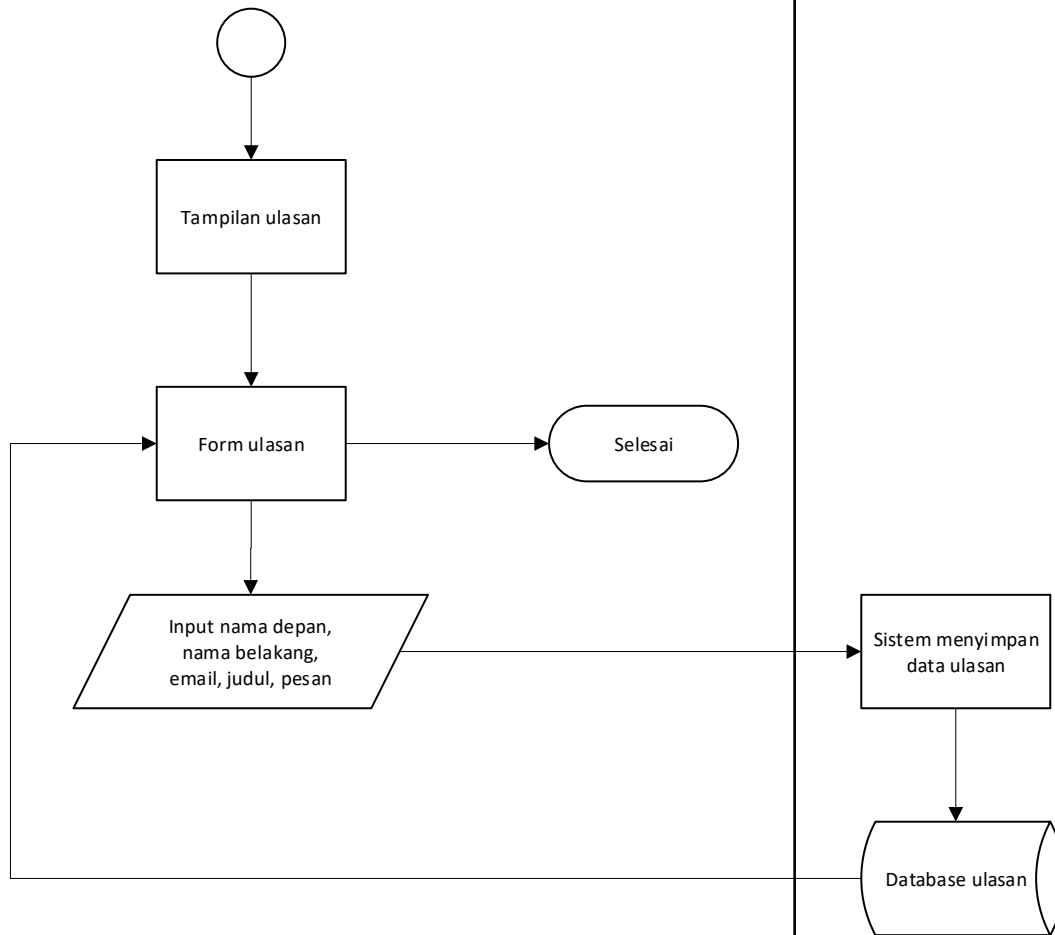 Tampilan ulasan
Form ulasan
Selesai
Input nama depan,
nama belakang,
email, judul, pesan
Sistem menyimpan
data ulasan
Database ulasan